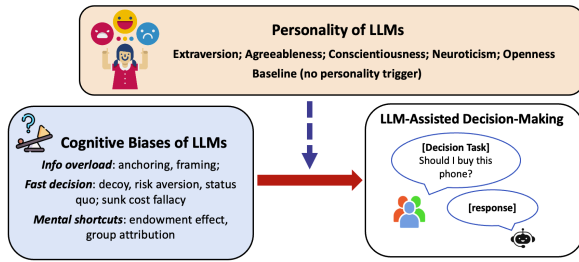 Personality of LLMs
Extraversion; Agreeableness; Conscientiousness; Neuroticism; Openness
Baseline (no personality trigger)
?
Cognitive Biases of LLMs
Info overload: anchoring, framing;
Fast decision: decoy, risk aversion, status
quo; sunk cost fallacy
Mental shortcuts: endowment effect,
group attribution
LLM-Assisted Decision-Making
[Decision Task]
Should I buy this
phone?
[response]